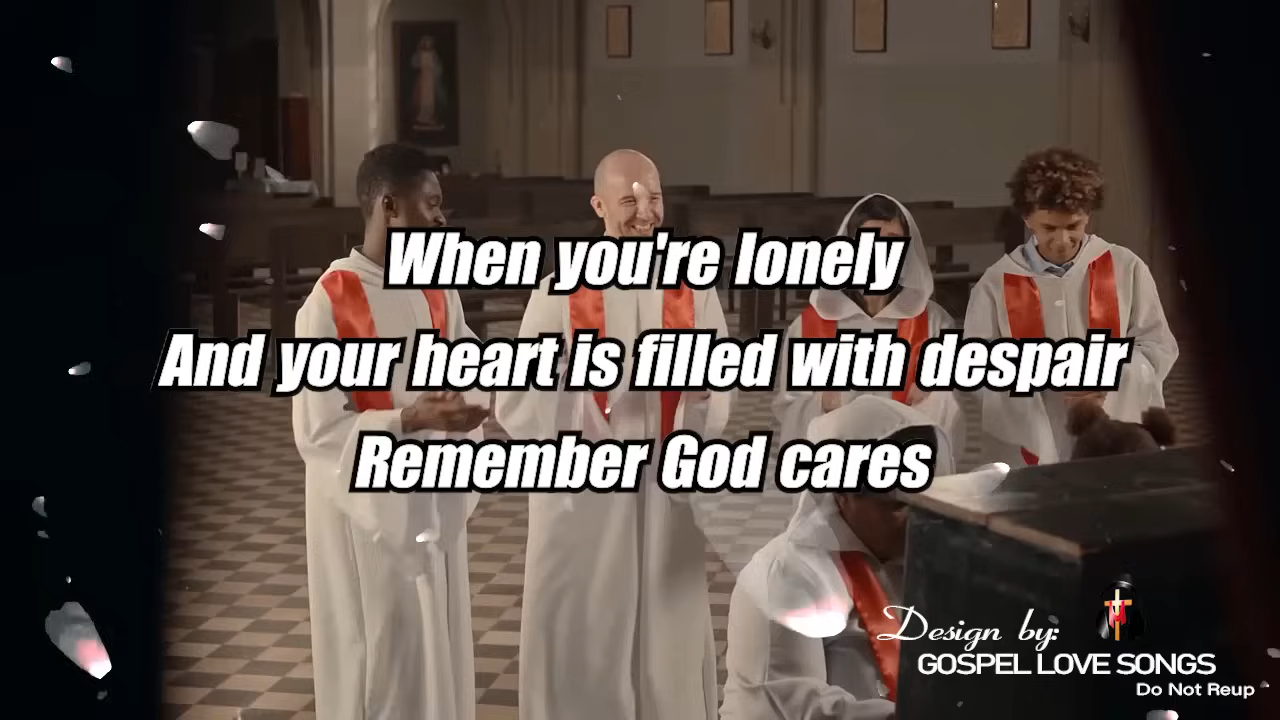 When you're lonely
And your heart is filled with despair
Remember God cares
Design by:
GOSPEL LOVE SONGS
Do Not Reup